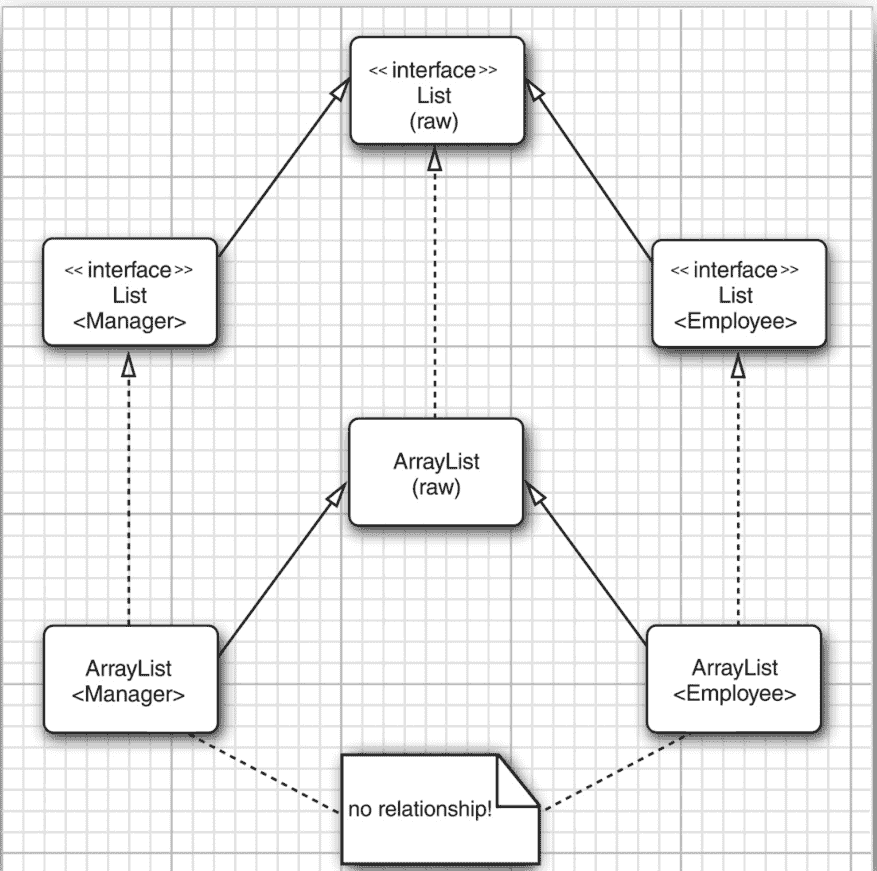 << interface >>
List
(raw)
<< interface >>
List
<Manager>
<< interface >>
List
<Employee>
ArrayList
(raw)
ArrayList
<Manager>
ArrayList
<Employee>
no relationship!